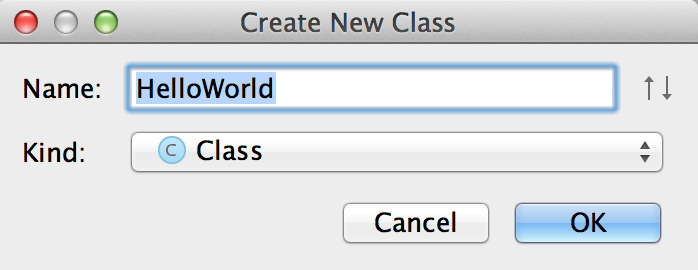 Create New Class
Name: HelloWorld ↑↓
Kind: C Class
Cancel OK